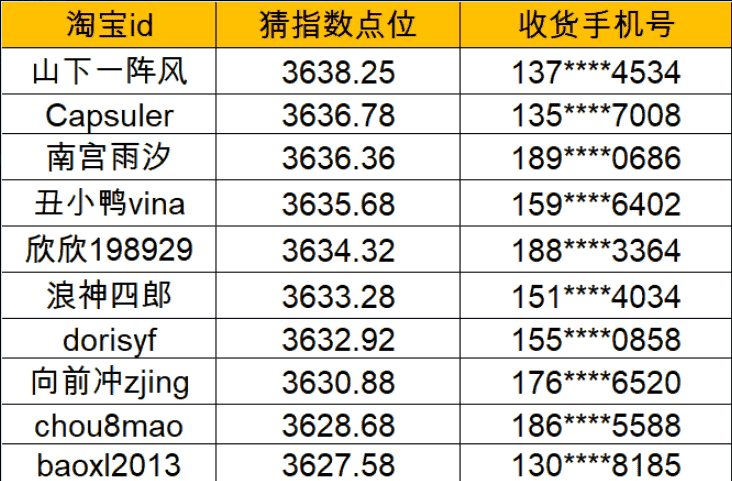 淘宝id 猜指数点位 收货手机号
山下一阵风 3638.25 137****4534
Capsuler 3636.78 135****7008
南宫雨汐 3636.36 189****0686
丑小鸭vina 3635.68 159****6402
欣欣198929 3634.32 188****3364
浪神四郎 3633.28 151****4034
dorisyf 3632.92 155****0858
向前冲zjing 3630.88 176****6520
chou8mao 3628.68 186****5588
baoxl2013 3627.58 130****8185